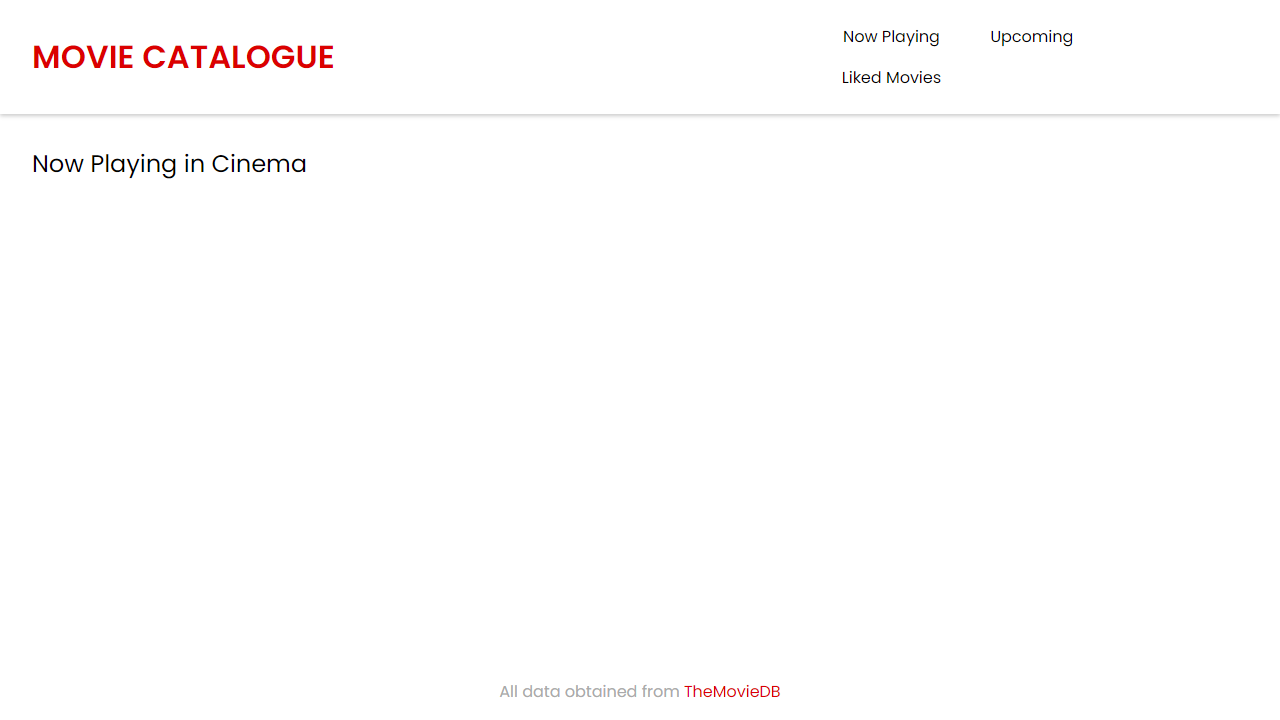 MOVIE CATALOGUE
Now Playing
Upcoming
Liked Movies
Now Playing in Cinema
All data obtained from TheMovieDB